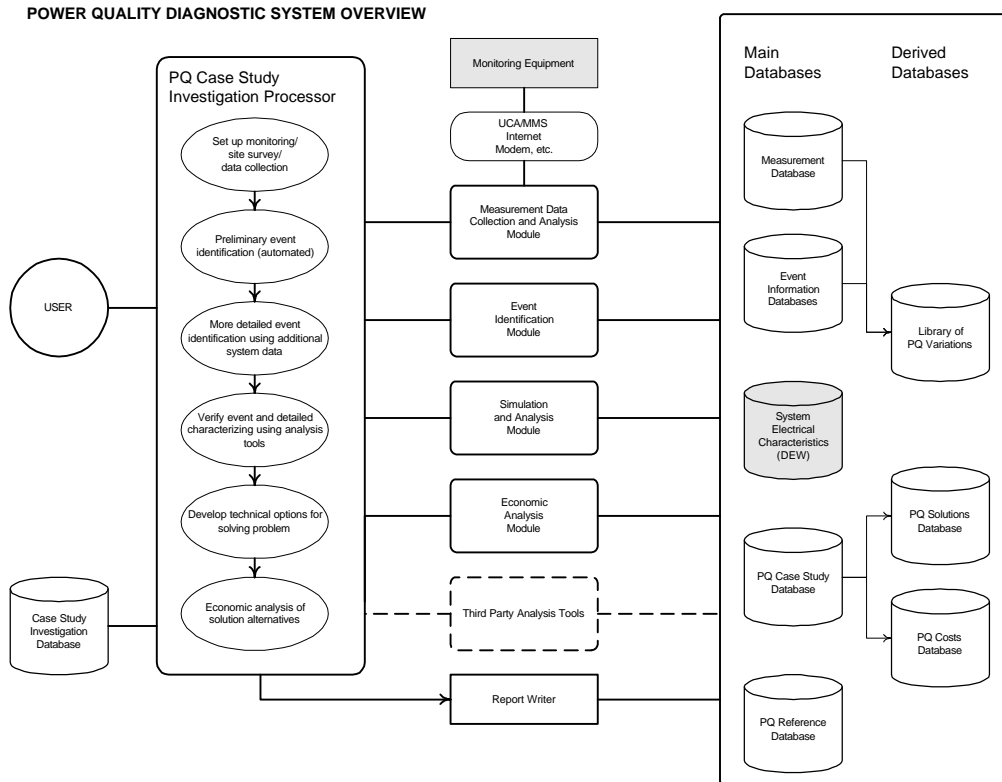 POWER QUALITY DIAGNOSTIC SYSTEM OVERVIEW
PQ Case Study
Investigation Processor
Set up monitoring/
site survey/
data collection
Preliminary event
identification (automated)
More detailed event
identification using additional
system data
Verify event and detailed
characterizing using analysis
tools
Develop technical options for
solving problem
Economic analysis of
solution alternatives
USER
Case Study
Investigation
Database
Monitoring Equipment
UCA/MMS
Internet
Modem, etc.
Measurement Data
Collection and Analysis
Module
Event
Identification
Module
Simulation
and Analysis
Module
Economic
Analysis
Module
Third Party Analysis Tools
Report Writer
Main
Databases
Derived
Databases
Measurement
Database
Event
Information
Databases
Library of
PQ Variations
System
Electrical
Characteristics
(DEW)
PQ Solutions
Database
PQ Case Study
Database
PQ Costs
Database
PQ Reference
Database